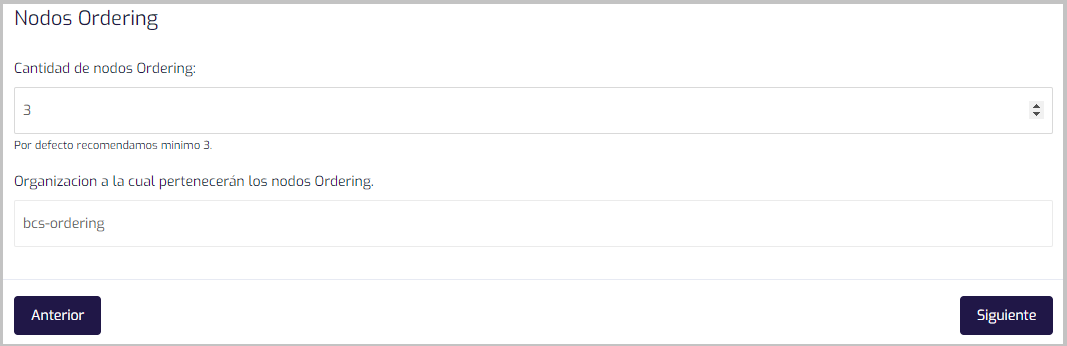 Nodos Ordering
Cantidad de nodos Ordering:
3
Por defecto recomendamos minimo 3.
Organizacion a la cual pertenecerán los nodos Ordering.
bcs-ordering
Anterior
Siguiente